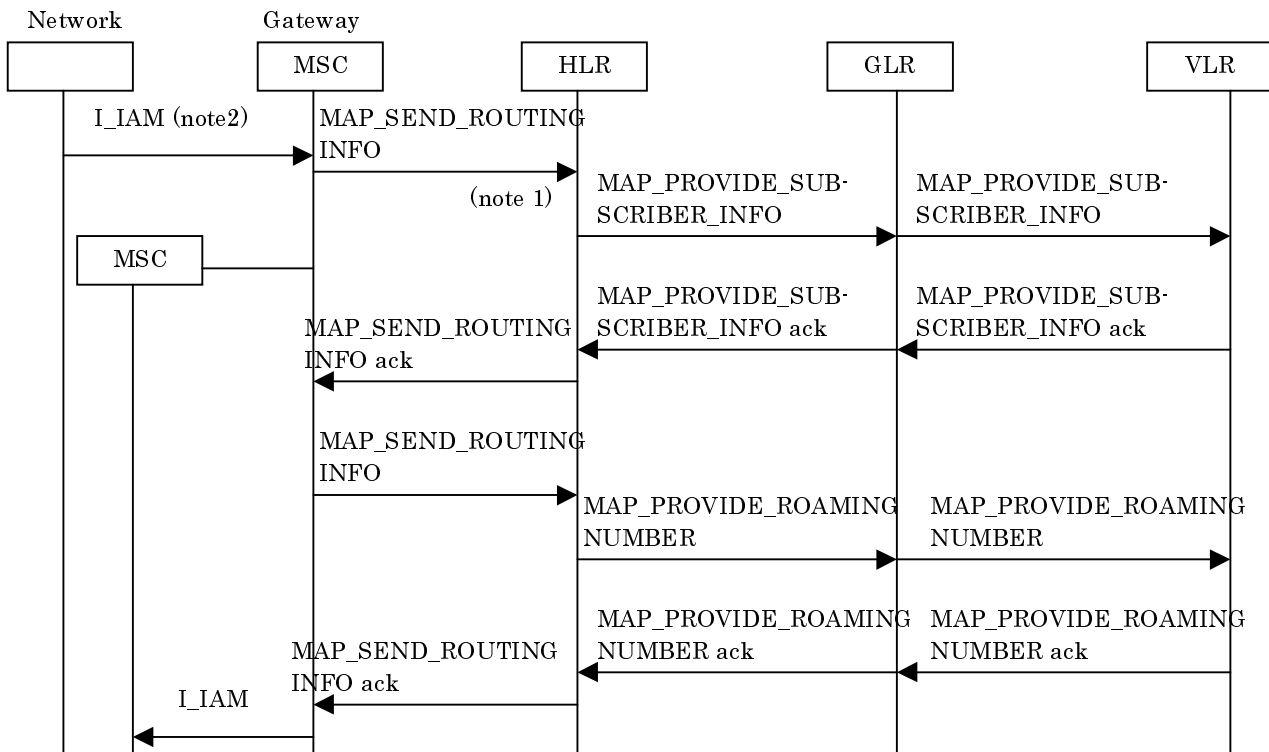 Network
Gateway
MSC
HLR
GLR
VLR
I_IAM (note2)
MAP_SEND_ROUTING
INFO
(note 1)
MAP_PROVIDE_SUB-
SCRIBER_INFO
MAP_PROVIDE_SUB-
SCRIBER_INFO
MSC
MAP_PROVIDE_SUB-
SCRIBER_INFO ack
MAP_PROVIDE_SUB-
SCRIBER_INFO ack
MAP_SEND_ROUTING
INFO ack
MAP_SEND_ROUTING
INFO
MAP_PROVIDE_ROAMING
NUMBER
MAP_PROVIDE_ROAMING
NUMBER
MAP_PROVIDE_ROAMING
NUMBER ack
MAP_PROVIDE_ROAMING
NUMBER ack
MAP_SEND_ROUTING
INFO ack
I_IAM